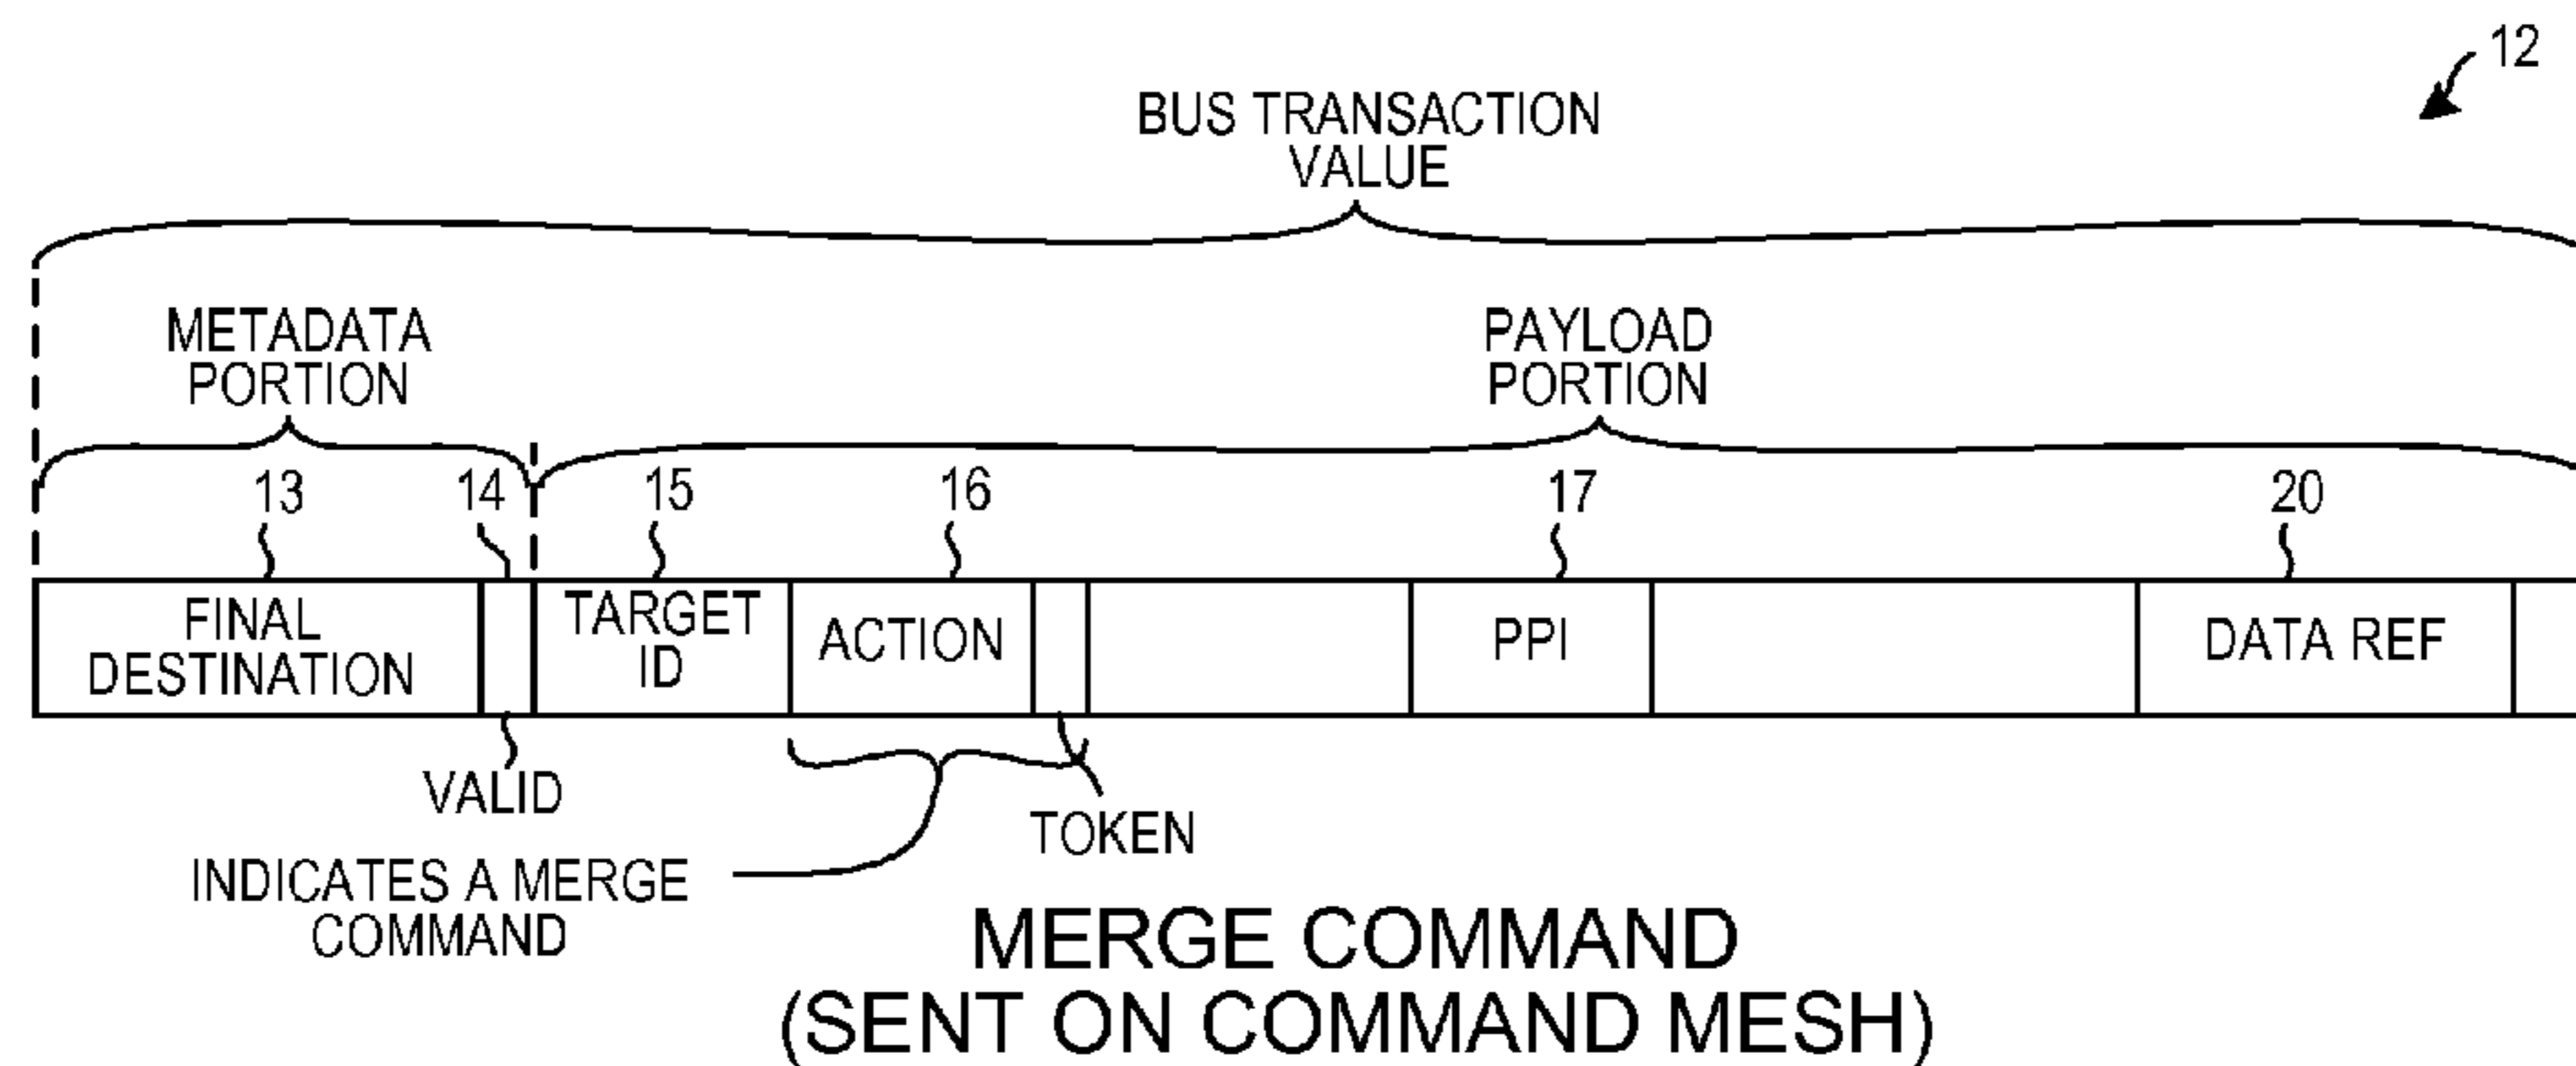 12
BUS TRANSACTION
VALUE
METADATA
PORTION
PAYLOAD
PORTION
13
14
15
16
17
20
FINAL
DESTINATION
TARGET
ID
ACTION
PPI
DATA REF
VALID
TOKEN
INDICATES A MERGE
COMMAND
MERGE COMMAND
(SENT ON COMMAND MESH)